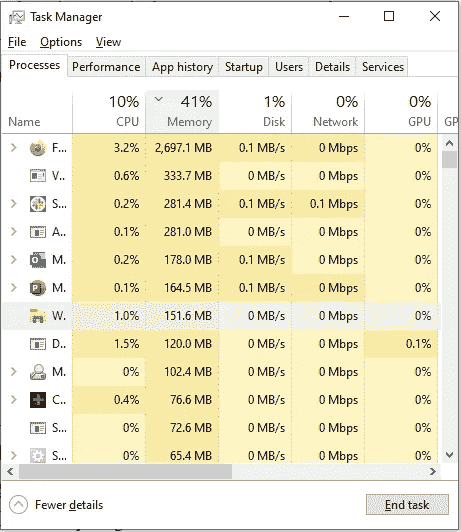 Task Manager
File Options View
Processes Performance App history Startup Users Details Services
10% 41% 1% 0% 0%
Name CPU Memory Disk Network GPU GP
F... 3.2% 2,697.1 MB 0.1 MB/s 0 Mbps 0%
V... 0.6% 333.7 MB 0 MB/s 0 Mbps 0%
S... 0.2% 281.4 MB 0.1 MB/s 0.1 Mbps 0%
A... 0.1% 281.0 MB 0 MB/s 0 Mbps 0%
M... 0.2% 178.0 MB 0.1 MB/s 0 Mbps 0%
M... 0.1% 164.5 MB 0.1 MB/s 0 Mbps 0%
W... 1.0% 151.6 MB 0 MB/s 0 Mbps 0%
D... 1.5% 120.0 MB 0 MB/s 0 Mbps 0.1%
M... 0% 102.4 MB 0 MB/s 0 Mbps 0%
C... 0.4% 76.6 MB 0 MB/s 0 Mbps 0%
S... 0% 72.6 MB 0 MB/s 0 Mbps 0%
S... 0% 65.4 MB 0 MB/s 0 Mbps 0%
Fewer details End task